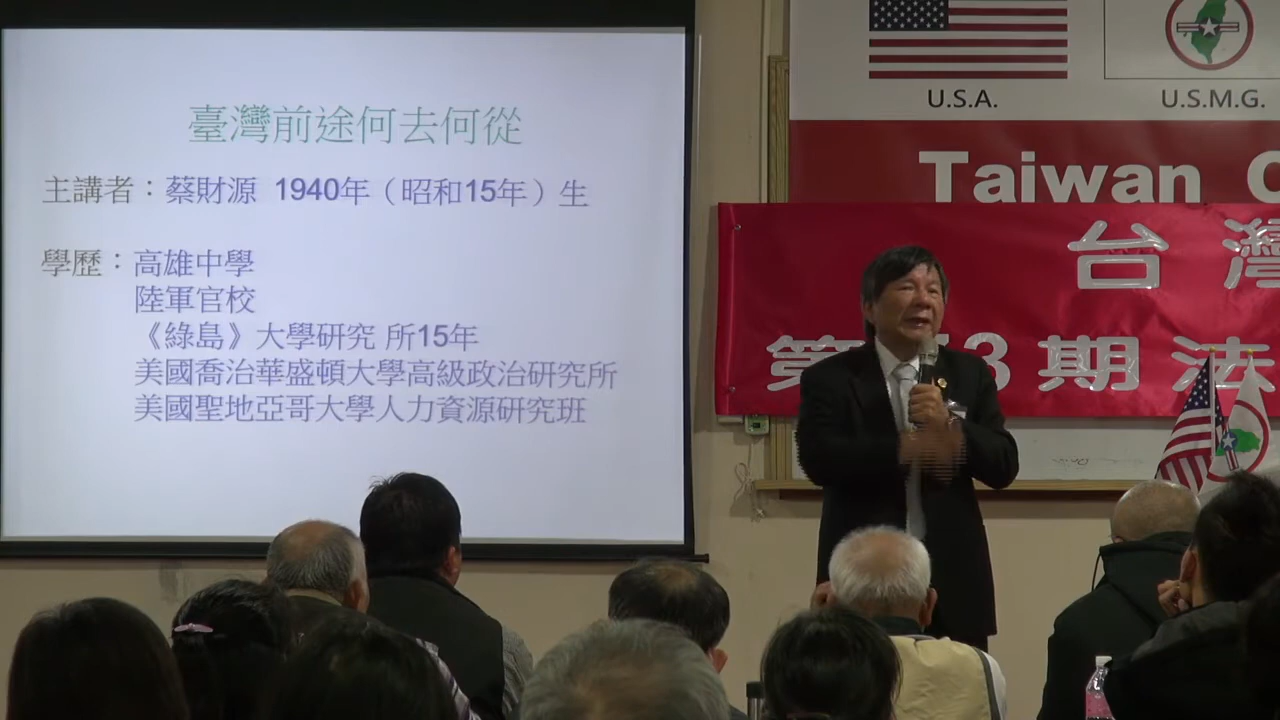 臺灣前途何去何從
主講者：蔡財源 1940年（昭和15年）生
學歷：高雄中學
陸軍官校
《綠島》大學研究 所15年
美國喬治華盛頓大學高級政治研究所
美國聖地亞哥大學人力資源研究班
U.S.A.
U.S.M.G.
Taiwan
台灣
第 3期法